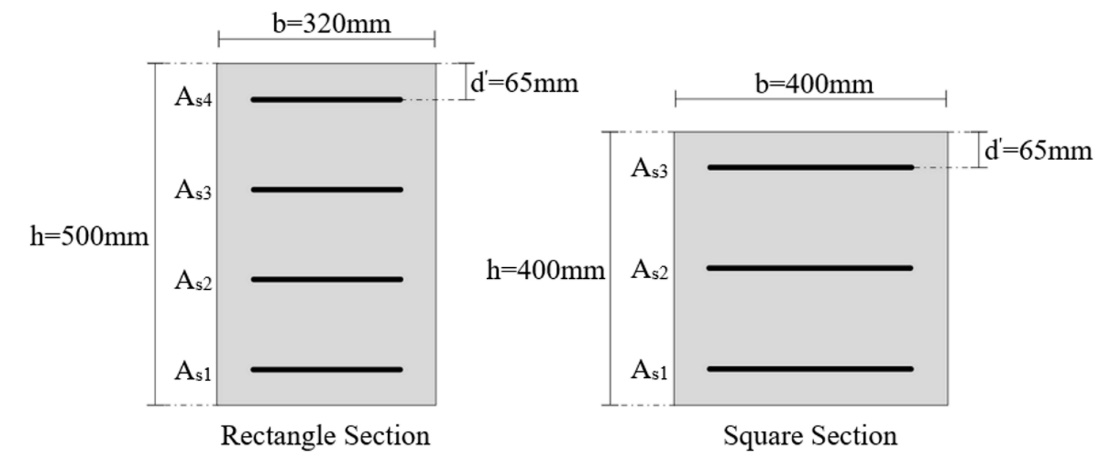 b=320mm
d'=65mm
As4
As3
As2
As1
h=500mm
Rectangle Section
b=400mm
d'=65mm
As3
As2
As1
h=400mm
Square Section